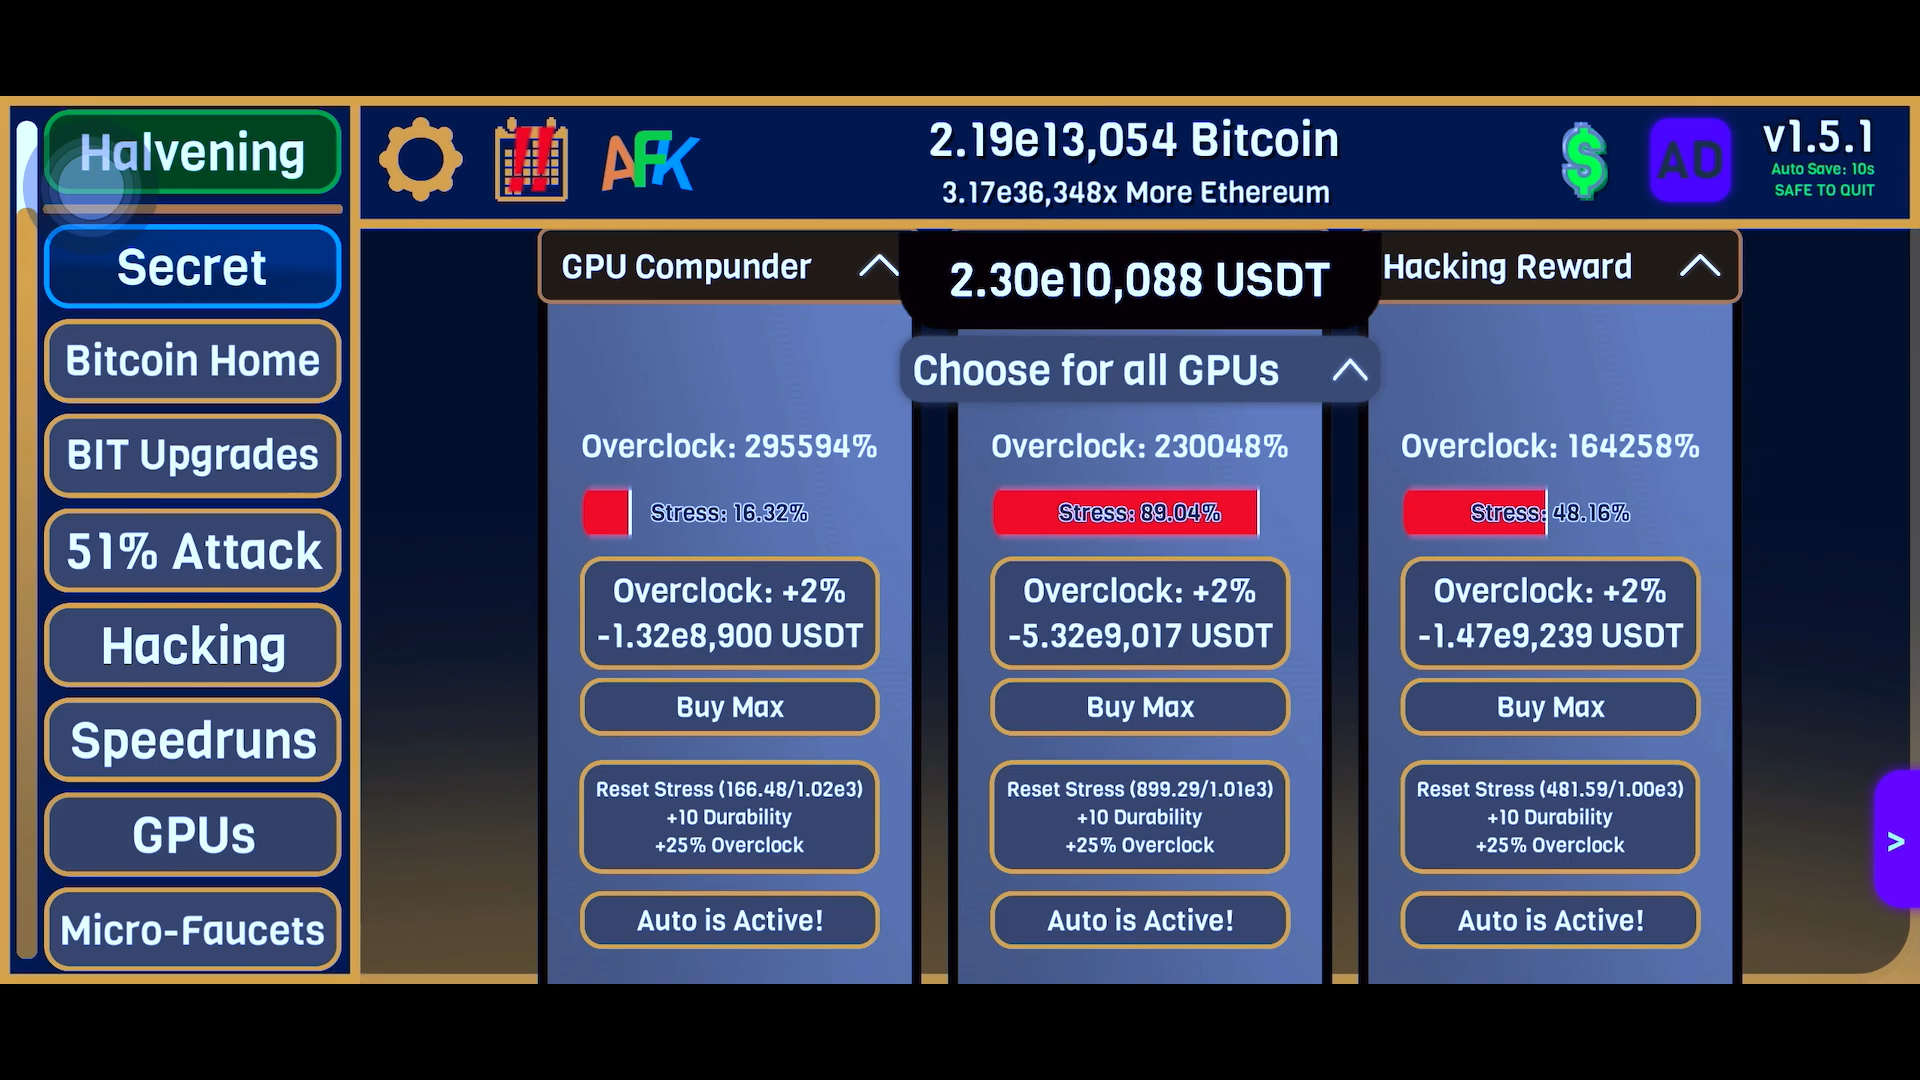 Halvening
Secret
Bitcoin Home
BIT Upgrades
51% Attack
Hacking
Speedruns
GPUs
Micro-Faucets
!!
AFK
2.19e13,054 Bitcoin
3.17e36,348x More Ethereum
$
AD
v1.5.1
Auto Save: 10s
SAFE TO QUIT
GPU Compunder
2.30e10,088 USDT
Hacking Reward
Choose for all GPUs
Overclock: 295594%
Stress: 16.32%
Overclock: +2%
-1.32e8,900 USDT
Buy Max
Reset Stress (166.48/1.02e3)
+10 Durability
+25% Overclock
Auto is Active!
Overclock: 230048%
Stress: 89.04%
Overclock: +2%
-5.32e9,017 USDT
Buy Max
Reset Stress (899.29/1.01e3)
+10 Durability
+25% Overclock
Auto is Active!
Overclock: 164258%
Stress: 48.16%
Overclock: +2%
-1.47e9,239 USDT
Buy Max
Reset Stress (481.59/1.00e3)
+10 Durability
+25% Overclock
Auto is Active!
>